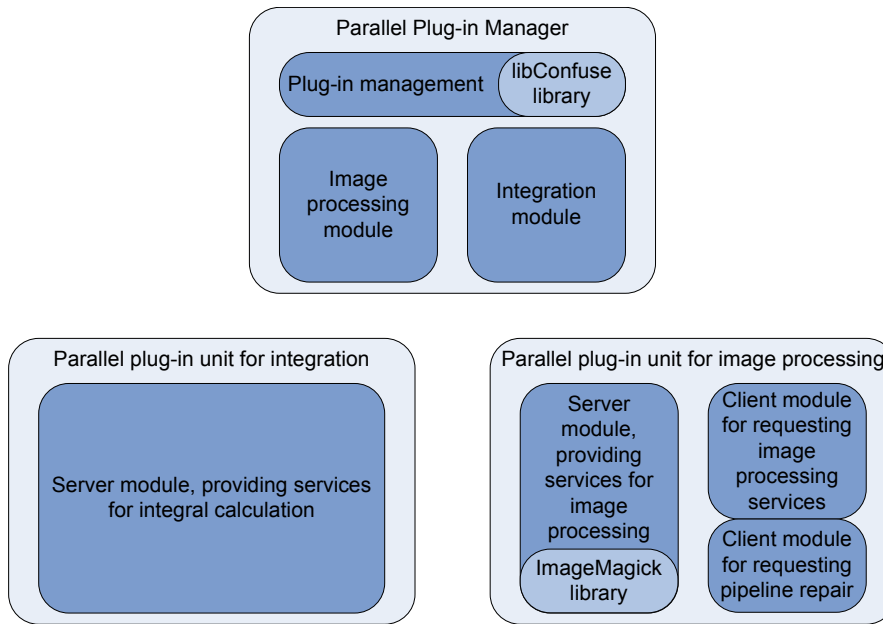 Parallel Plug-in Manager
Plug-in management
libConfuse
library
Image
processing
module
Integration
module
Parallel plug-in unit for integration
Server module, providing services
for integral calculation
Parallel plug-in unit for image processing
Server
module,
providing
services for
image
processing
ImageMagick
library
Client module
for requesting
image
processing
services
Client module
for requesting
pipeline repair